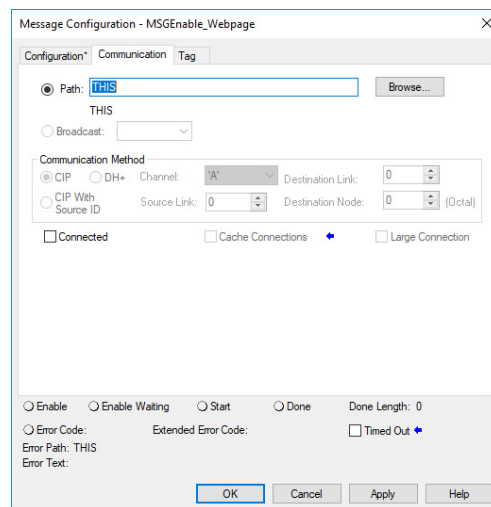 Message Configuration - MSGEnable_Webpage
Configuration* Communication Tag
Path: THIS Browse...
THIS
Broadcast:
Communication Method
CIP DH+ Channel: 'A' Destination Link: 0
CIP With Source ID Source Link: 0 Destination Node: 0 (Octal)
Connected Cache Connections Large Connection
Enable Enable Waiting Start Done Done Length: 0
Error Code: Extended Error Code: Timed Out
Error Path: THIS
Error Text:
OK Cancel Apply Help